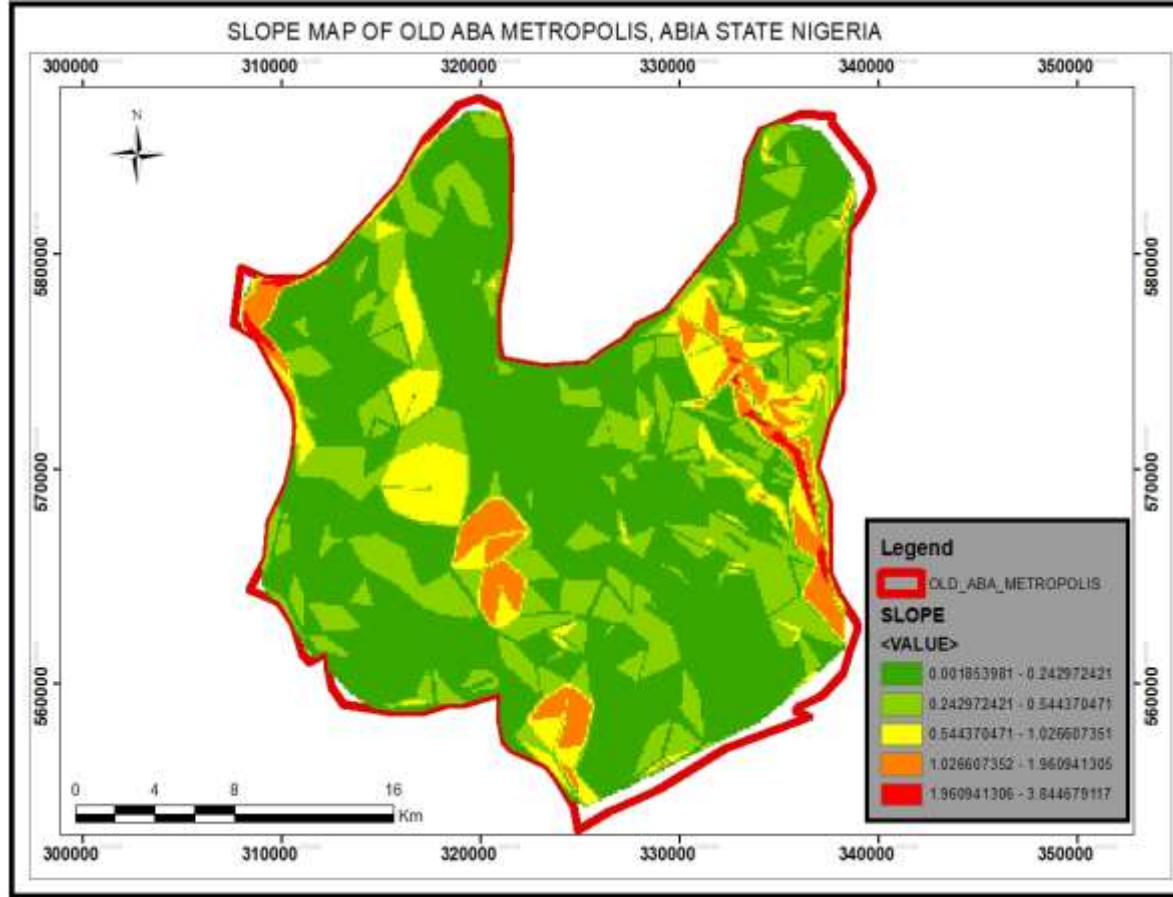 SLOPE MAP OF OLD ABA METROPOLIS, ABIA STATE NIGERIA
300000 310000 320000 330000 340000 350000
N
580000 580000
570000 570000
560000 560000
Legend
OLD_ABA_METROPOLIS
SLOPE
<VALUE>
0.001853981 - 0.242972421
0.242972421 - 0.544370471
0.544370471 - 1.026607351
1.026607352 - 1.960941305
1.960941306 - 3.844679117
0 4 8 16
Km
300000 310000 320000 330000 340000 350000